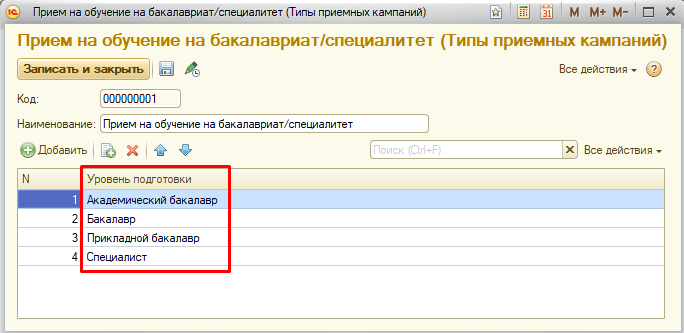 1С Прием на обучение на бакалавриат/специалитет (Типы приемных кампаний) 31 M M+ M-
Прием на обучение на бакалавриат/специалитет (Типы приемных кампаний)
Записать и закрыть Все действия ?
Код: 000000001
Наименование: Прием на обучение на бакалавриат/специалитет
Добавить Поиск (Ctrl+F) Все действия
N Уровень подготовки
1 Академический бакалавр
2 Бакалавр
3 Прикладной бакалавр
4 Специалист